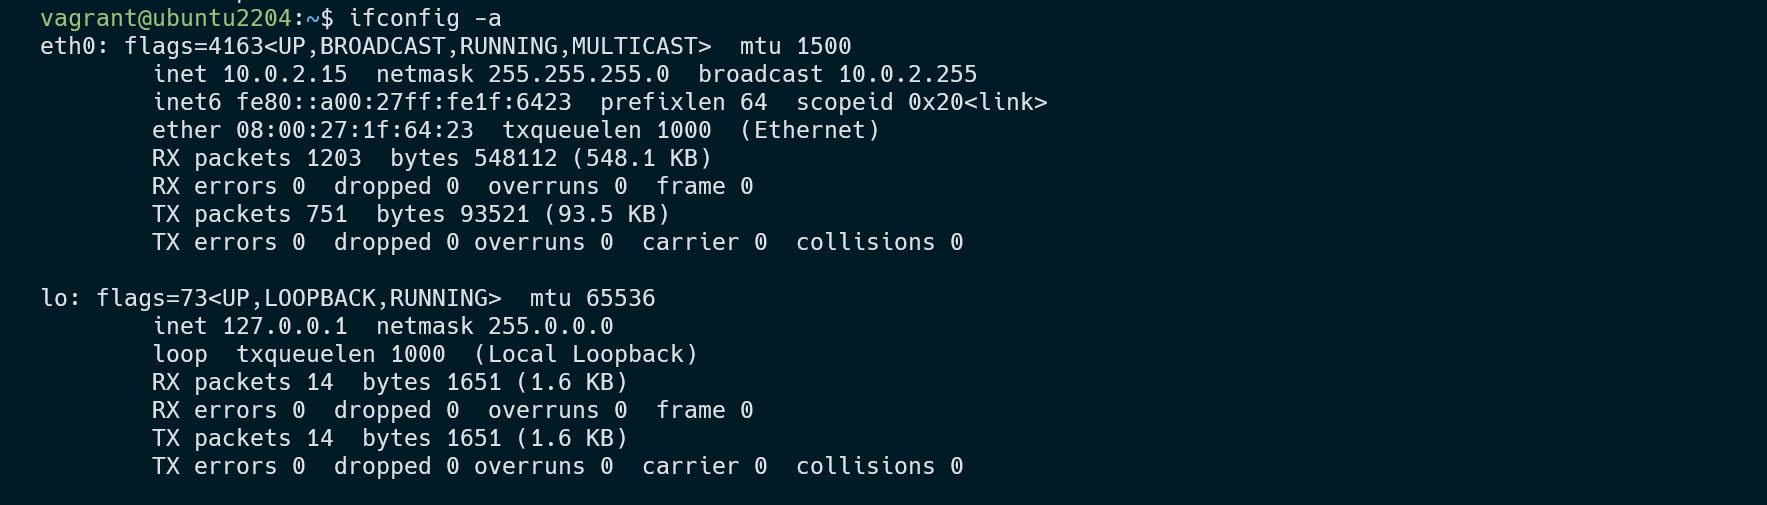 vagrant@ubuntu2204:~$ ifconfig -a
eth0: flags=4163<UP,BROADCAST,RUNNING,MULTICAST>  mtu 1500
        inet 10.0.2.15  netmask 255.255.255.0  broadcast 10.0.2.255
        inet6 fe80::a00:27ff:fe1f:6423  prefixlen 64  scopeid 0x20<link>
        ether 08:00:27:1f:64:23  txqueuelen 1000  (Ethernet)
        RX packets 1203  bytes 548112 (548.1 KB)
        RX errors 0  dropped 0  overruns 0  frame 0
        TX packets 751  bytes 93521 (93.5 KB)
        TX errors 0  dropped 0 overruns 0  carrier 0  collisions 0

lo: flags=73<UP,LOOPBACK,RUNNING>  mtu 65536
        inet 127.0.0.1  netmask 255.0.0.0
        loop  txqueuelen 1000  (Local Loopback)
        RX packets 14  bytes 1651 (1.6 KB)
        RX errors 0  dropped 0  overruns 0  frame 0
        TX packets 14  bytes 1651 (1.6 KB)
        TX errors 0  dropped 0 overruns 0  carrier 0  collisions 0